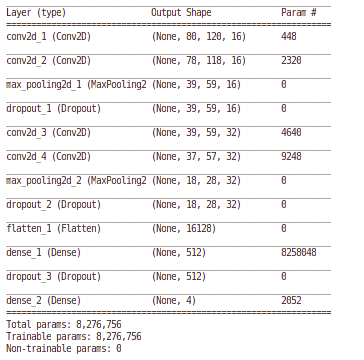 Layer (type) Output Shape Param #
conv2d_1 (Conv2D) (None, 80, 120, 16) 448
conv2d_2 (Conv2D) (None, 78, 118, 16) 2320
max_pooling2d_1 (MaxPooling2 (None, 39, 59, 16) 0
dropout_1 (Dropout) (None, 39, 59, 16) 0
conv2d_3 (Conv2D) (None, 39, 59, 32) 4640
conv2d_4 (Conv2D) (None, 37, 57, 32) 9248
max_pooling2d_2 (MaxPooling2 (None, 18, 28, 32) 0
dropout_2 (Dropout) (None, 18, 28, 32) 0
flatten_1 (Flatten) (None, 16128) 0
dense_1 (Dense) (None, 512) 8258048
dropout_3 (Dropout) (None, 512) 0
dense_2 (Dense) (None, 4) 2052
Total params: 8,276,756
Trainable params: 8,276,756
Non-trainable params: 0